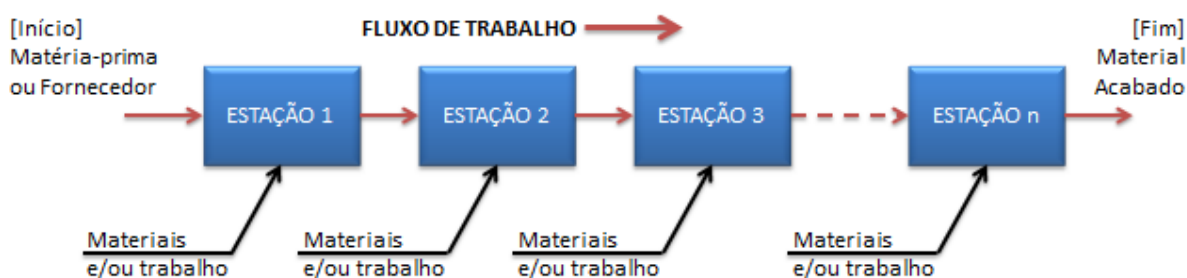 [Início]
Matéria-prima
ou Fornecedor
FLUXO DE TRABALHO
[Fim]
Material
Acabado
ESTAÇÃO 1
ESTAÇÃO 2
ESTAÇÃO 3
ESTAÇÃO n
Materiais
e/ou trabalho
Materiais
e/ou trabalho
Materiais
e/ou trabalho
Materiais
e/ou trabalho